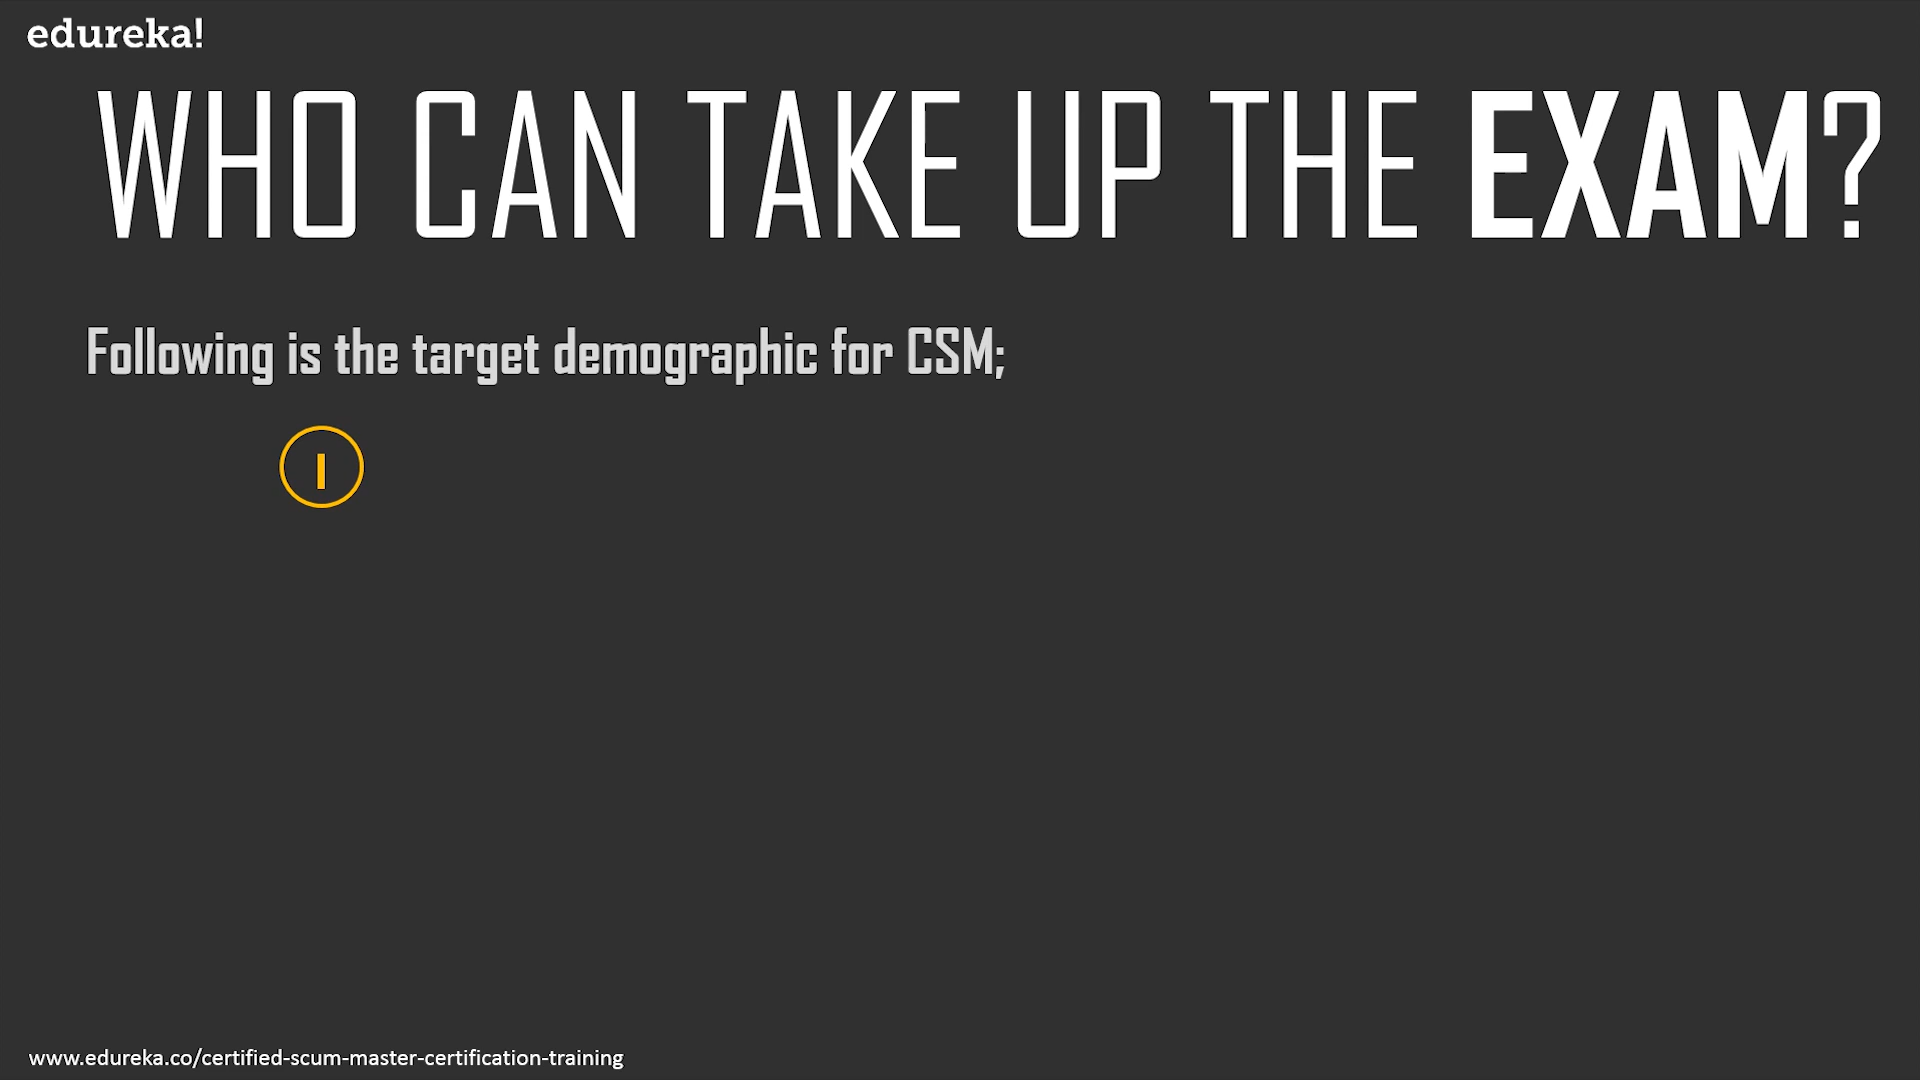 edureka!
WHO CAN TAKE UP THE EXAM?
Following is the target demographic for CSM;
1
www.edureka.co/certified-scum-master-certification-training